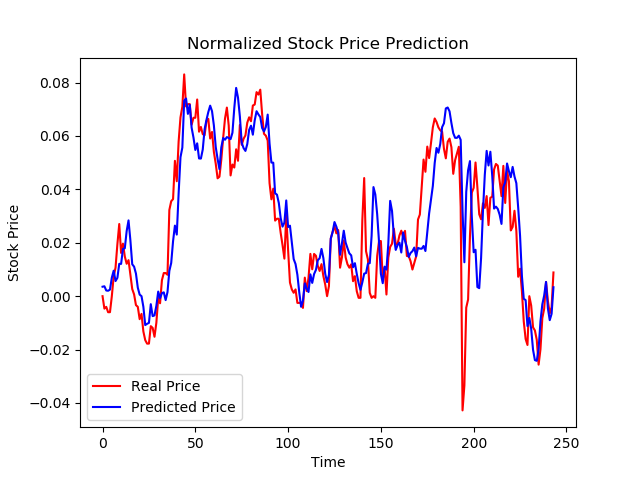 Normalized Stock Price Prediction
Stock Price
0.08
0.06
0.04
0.02
0.00
−0.02
−0.04
Real Price
Predicted Price
0 50 100 150 200 250
Time